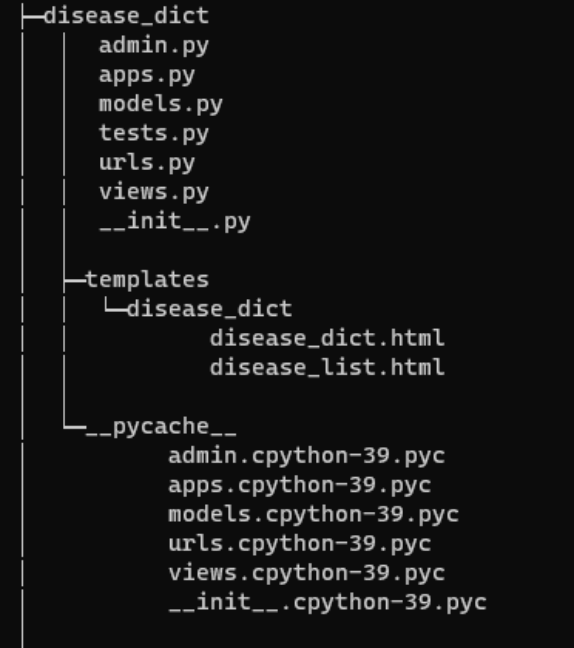 disease_dict
admin.py
apps.py
models.py
tests.py
urls.py
views.py
__init__.py
templates
disease_dict
disease_dict.html
disease_list.html
__pycache__
admin.cpython-39.pyc
apps.cpython-39.pyc
models.cpython-39.pyc
urls.cpython-39.pyc
views.cpython-39.pyc
__init__.cpython-39.pyc